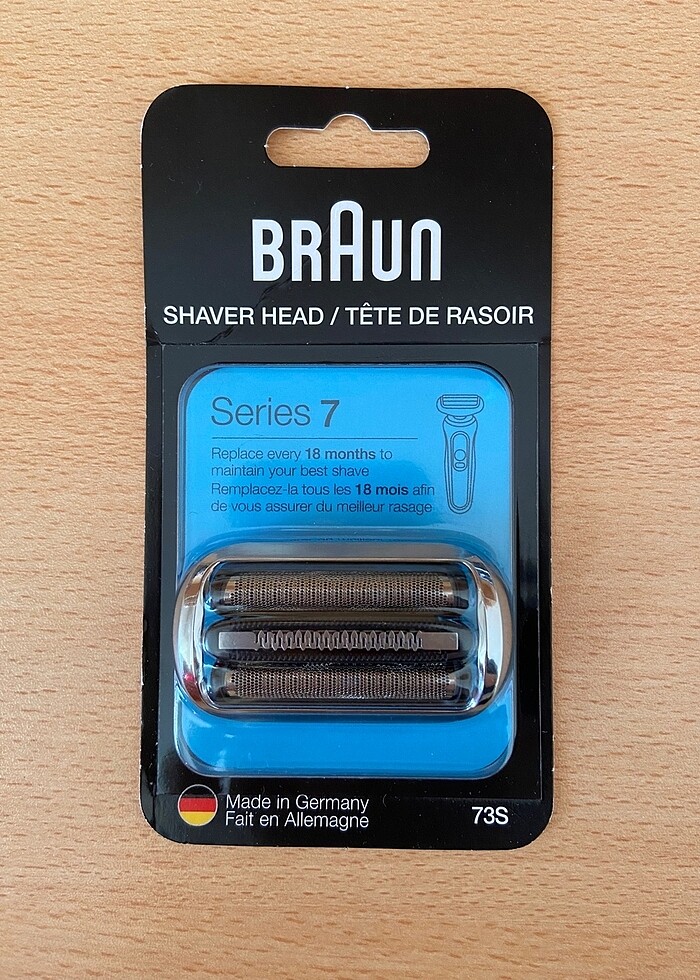 BRAUN
SHAVER HEAD / TÊTE DE RASOIR
Series 7
Replace every 18 months to
maintain your best shave
Remplacez-la tous les 18 mois afin
de vous assurer du meilleur rasage
Made in Germany
Fait en Allemagne
73S